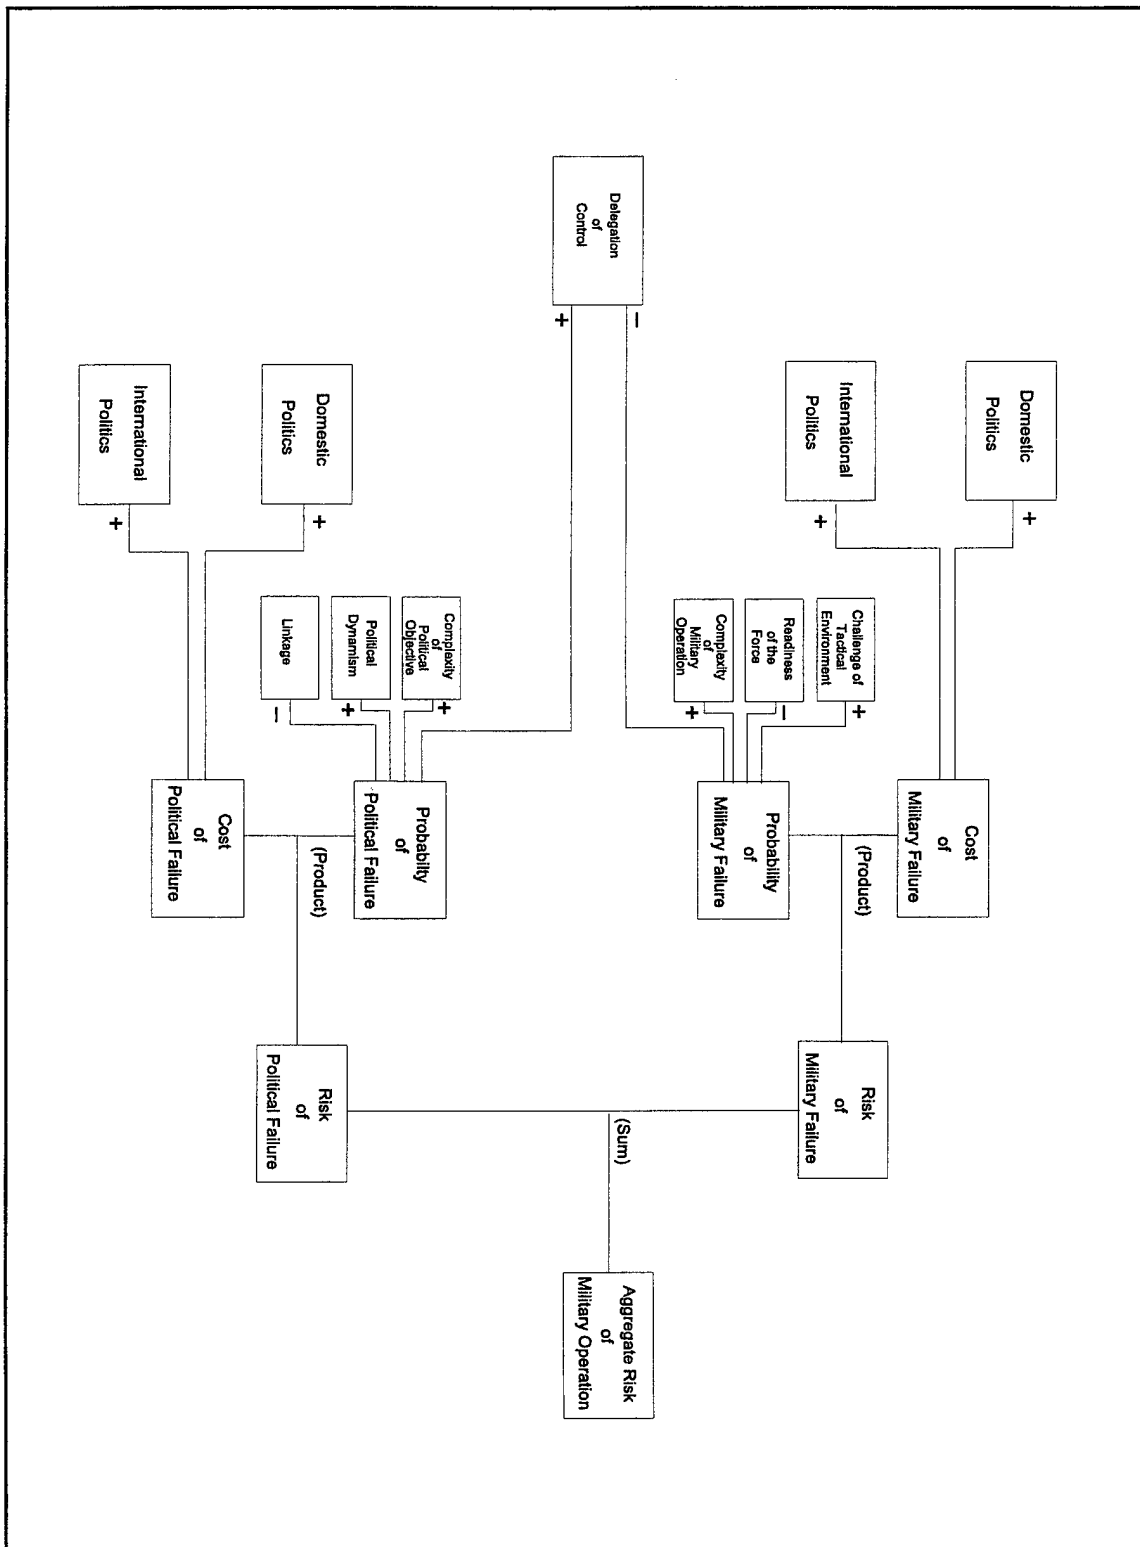 Domestic
Politics
+
International
Politics
+
Cost
of
Military Failure
(Product)
Challenge of
Tactical
Environment
+
Readiness
of the
Force
−
Complexity
of
Military
Operation
+
Probability
of
Military Failure
Risk
of
Military Failure
Delegation
of
Control
−
+
(Sum)
Aggregate Risk
of
Military Operation
Complexity
of
Political
Objective
+
Political
Dynamism
+
Linkage
−
Probabilty
of
Political Failure
(Product)
Risk
of
Political Failure
Domestic
Politics
+
International
Politics
+
Cost
of
Political Failure